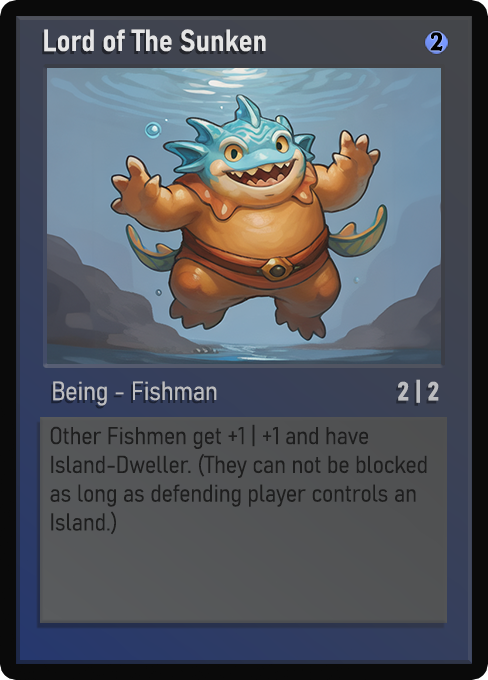 Lord of The Sunken
2
Being - Fishman
2 | 2
Other Fishmen get +1 | +1 and have
Island-Dweller. (They can not be blocked
as long as defending player controls an
Island.)